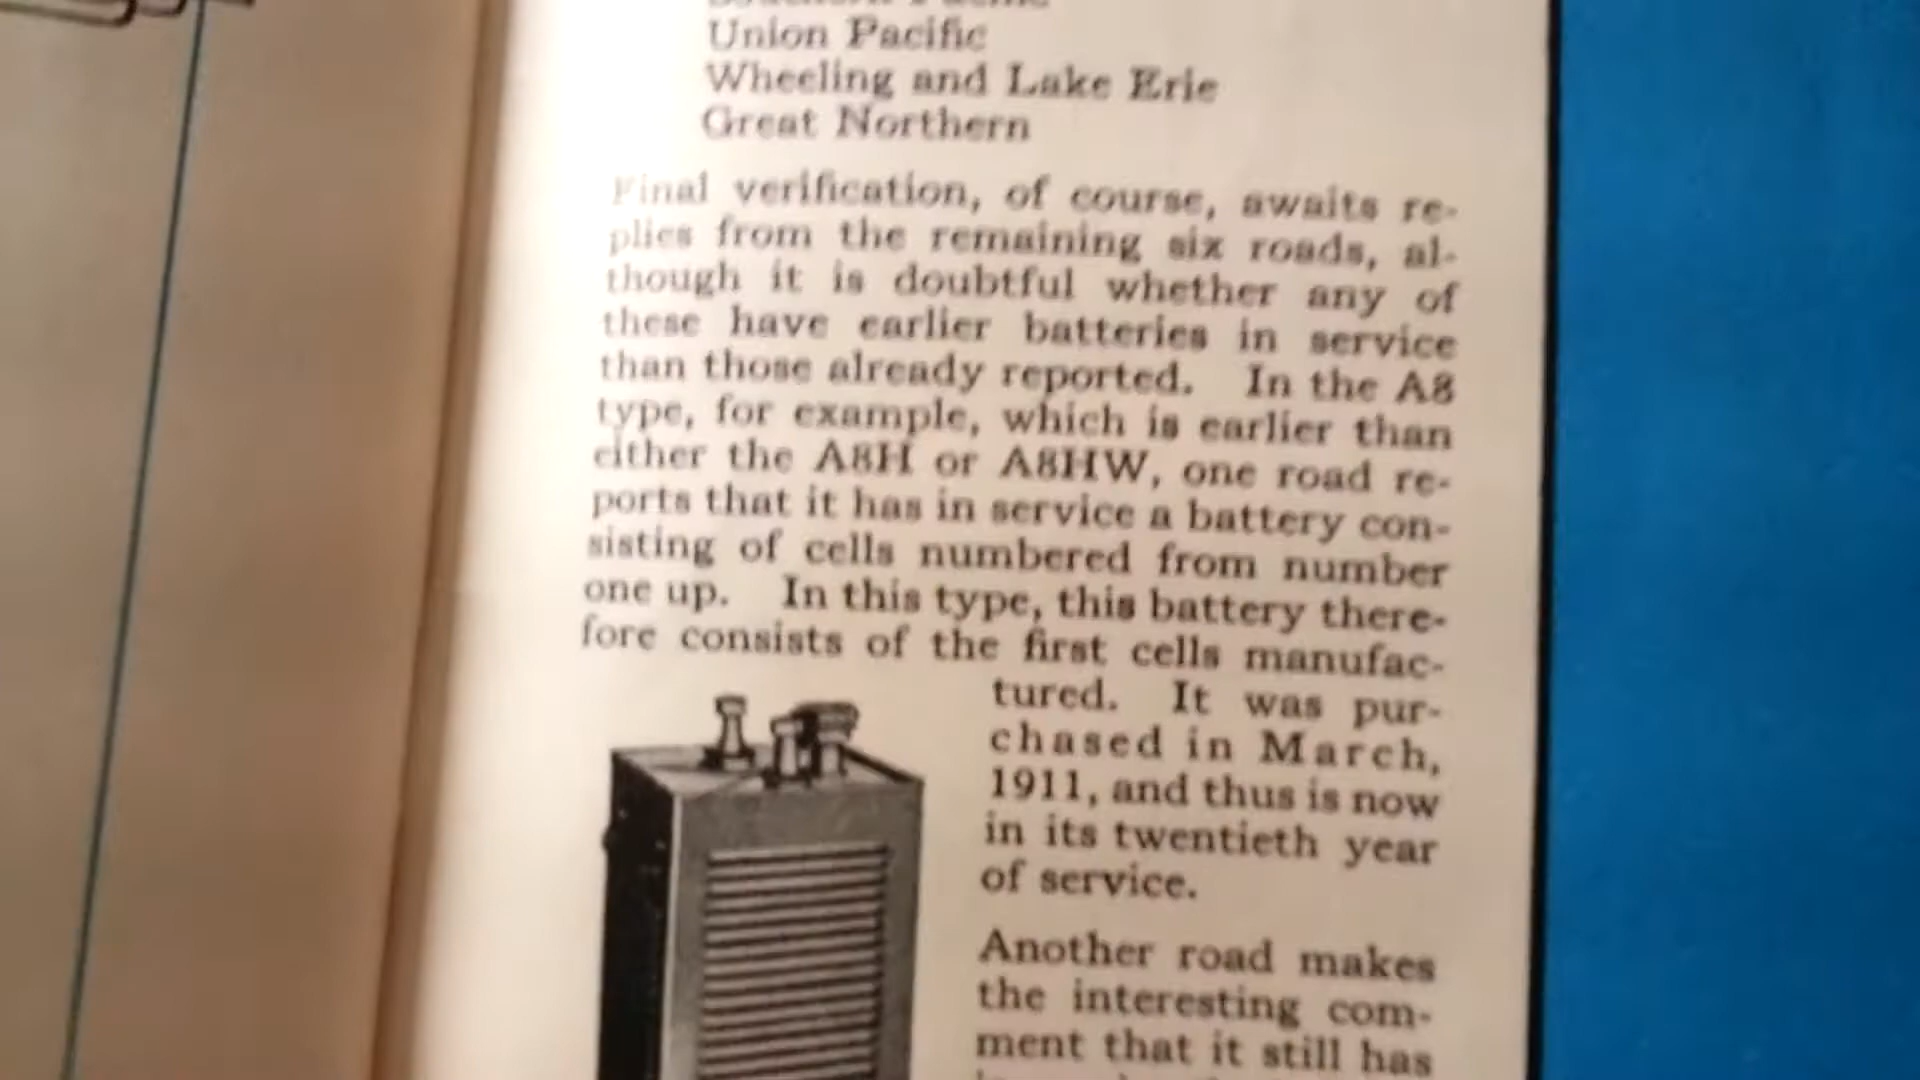 Southern Pacific
Union Pacific
Wheeling and Lake Erie
Great Northern
Final verification, of course, awaits re-
plies from the remaining six roads, al-
though it is doubtful whether any of
these have earlier batteries in service
than those already reported. In the A8
type, for example, which is earlier than
either the A8H or A8HW, one road re-
ports that it has in service a battery con-
sisting of cells numbered from number
one up. In this type, this battery there-
fore consists of the first cells manufac-
tured. It was pur-
chased in March,
1911, and thus is now
in its twentieth year
of service.
Another road makes
the interesting com-
ment that it still has